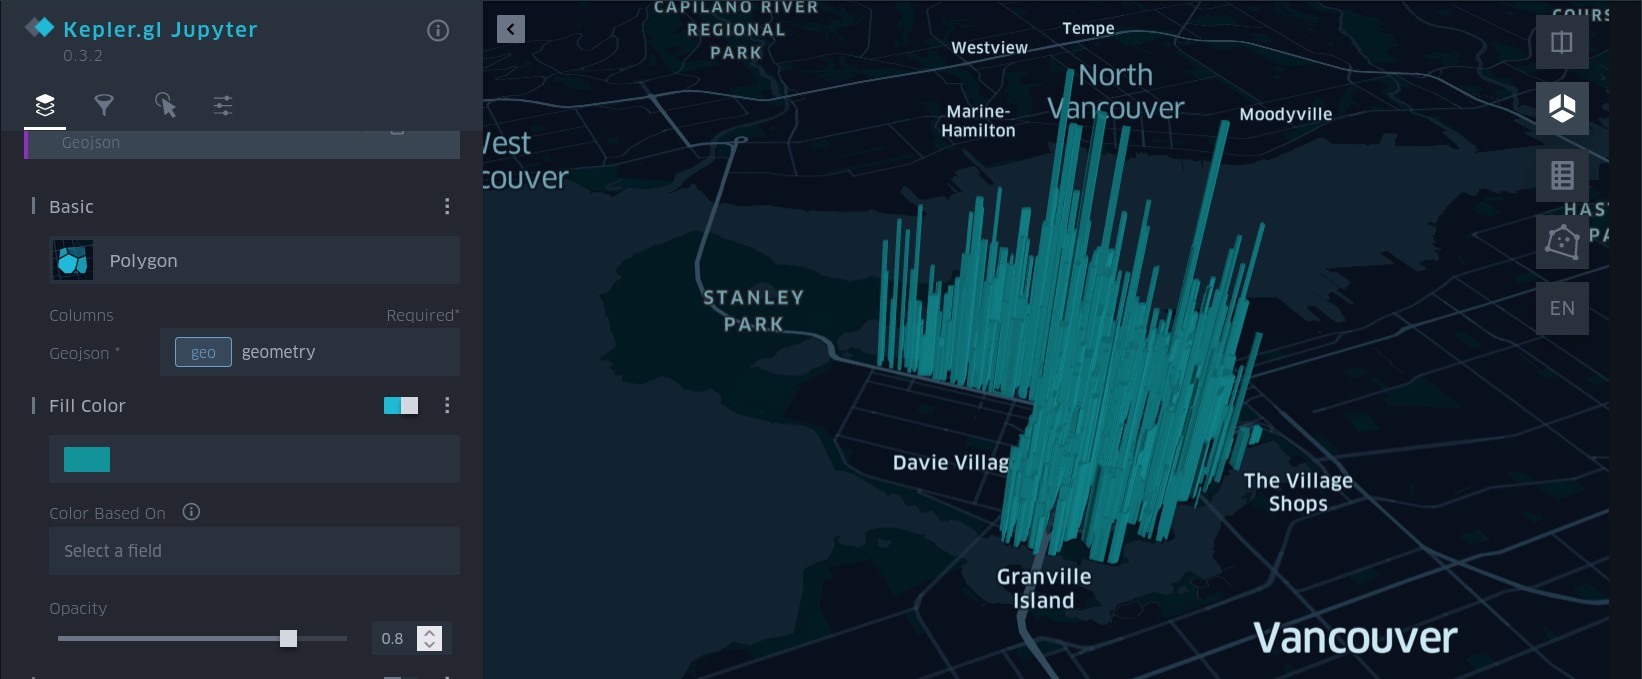 Kepler.gl Jupyter
0.3.2
Geojson
Basic
Polygon
Columns
Required*
Geojson *
geo
geometry
Fill Color
Color Based On
Select a field
Opacity
0.8
CAPILANO RIVER
REGIONAL
PARK
Westview
Tempe
North
Vancouver
Marine-
Hamilton
Moodyville
West
couver
STANLEY
PARK
COURS
HAS
PA
EN
Davie Villag
The Village
Shops
Granville
Island
Vancouver